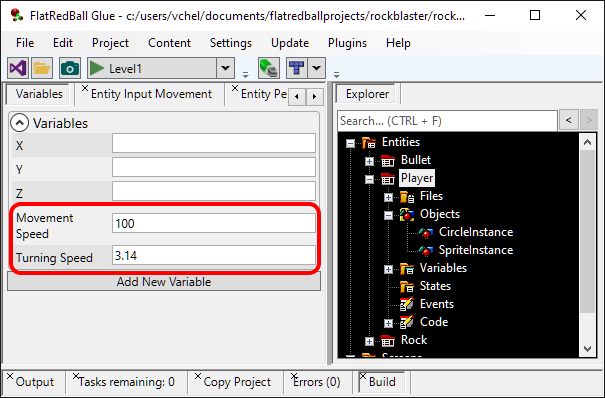 FlatRedBall Glue - c:/users/vchel/documents/flatredballprojects/rockblaster/rock...
File Edit Project Content Settings Update Plugins Help
Level1
Variables Entity Input Movement Entity Pe
Explorer
Variables
X
Y
Z
Movement Speed 100
Turning Speed 3.14
Add New Variable
Search... (CTRL + F)
Entities
Bullet
Player
Files
Objects
CircleInstance
SpriteInstance
Variables
States
Events
Code
Rock
Screens
Output Tasks remaining: 0 Copy Project Errors (0) Build